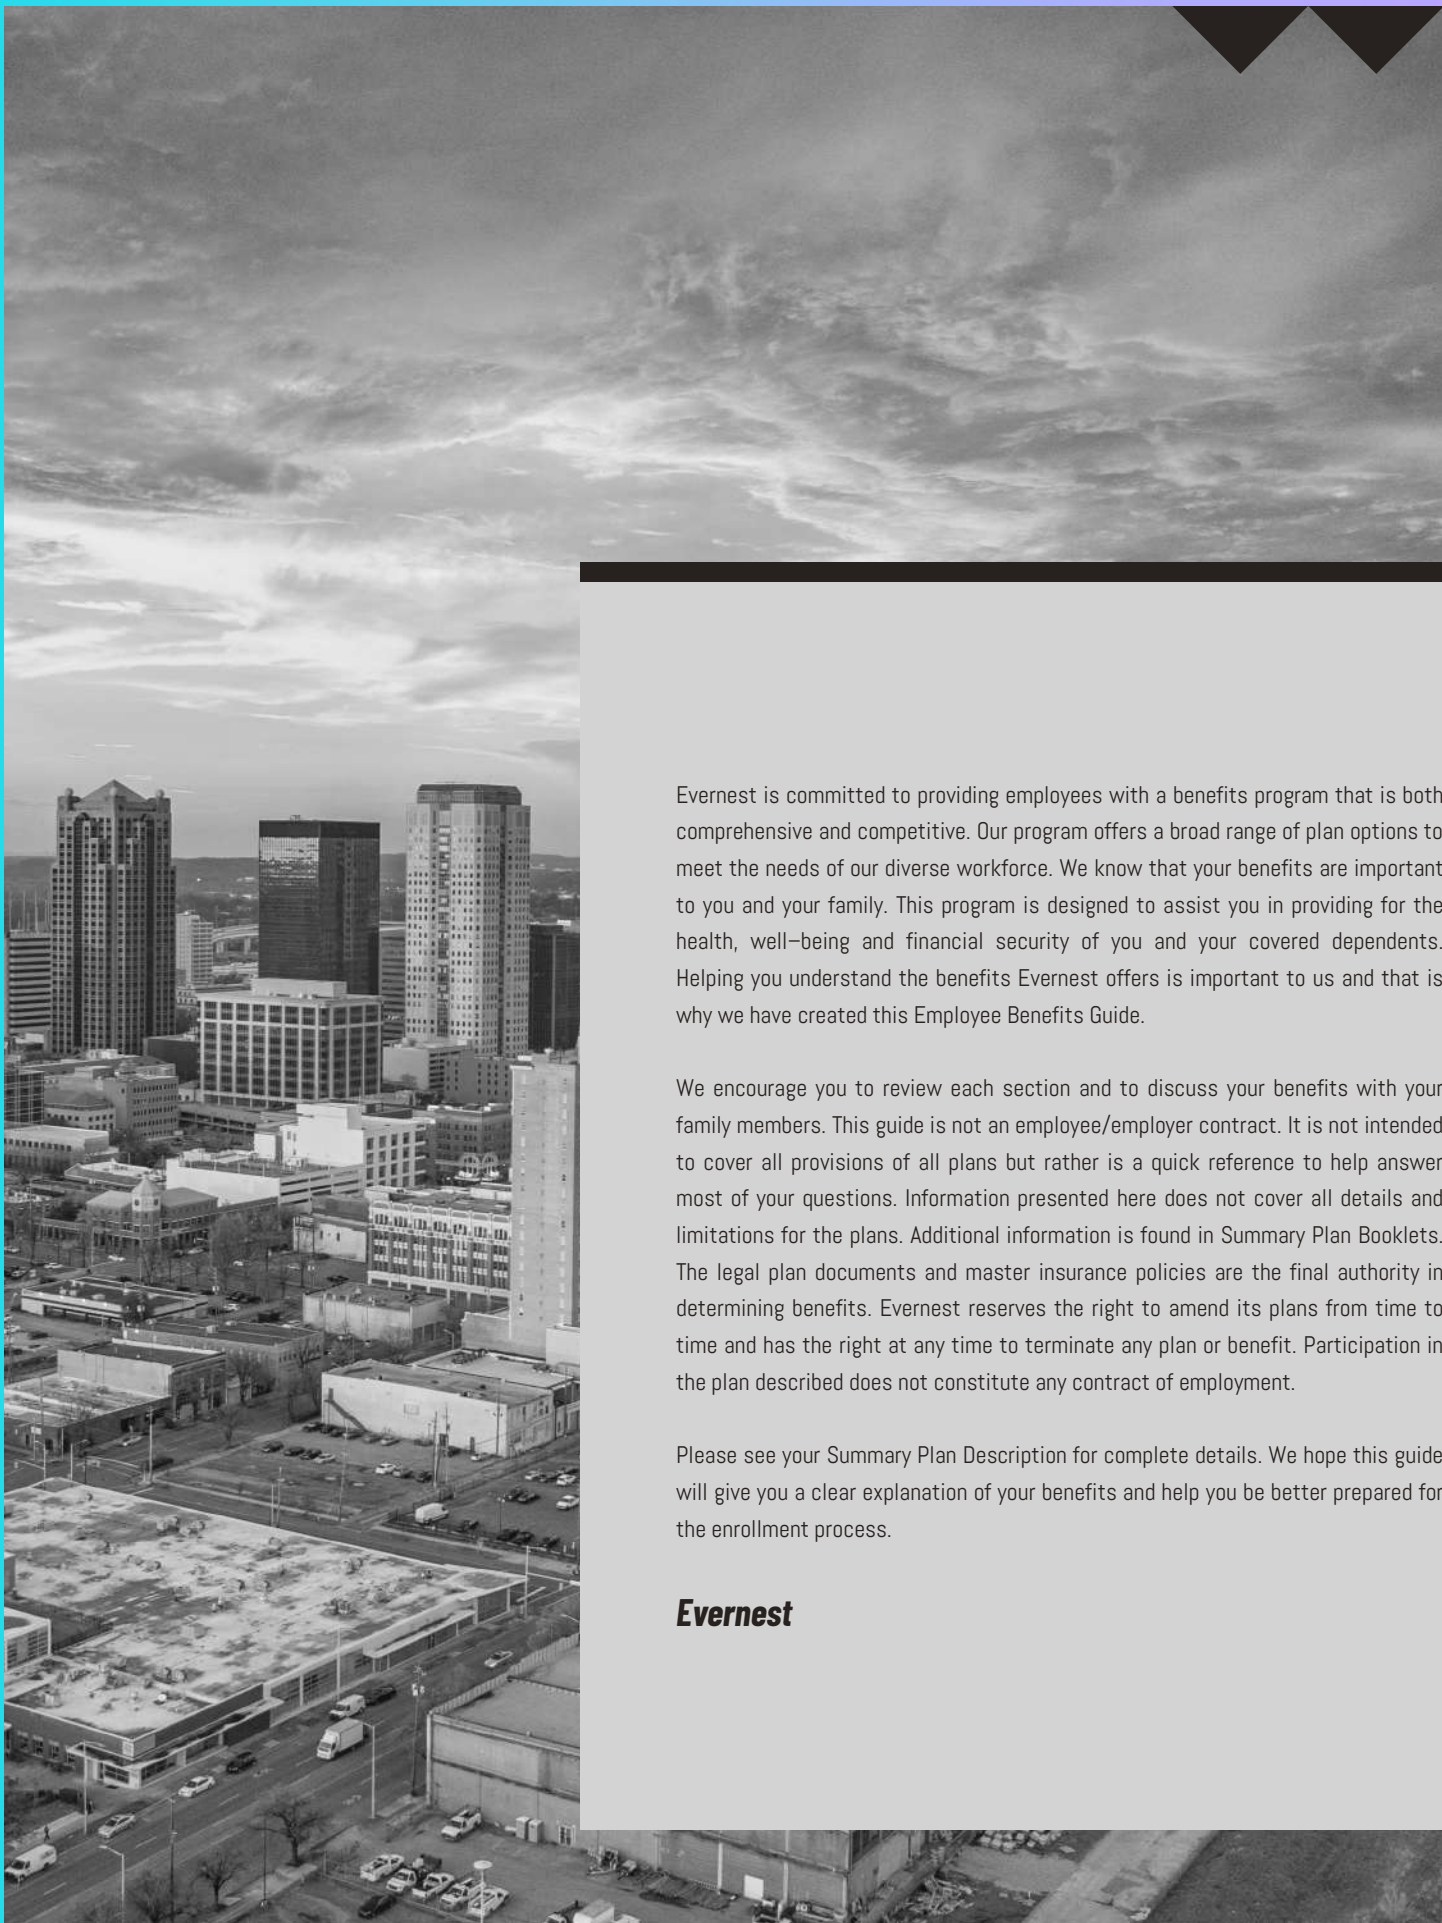 Evernest is committed to providing employees with a benefits program that is both
comprehensive and competitive. Our program offers a broad range of plan options to
meet the needs of our diverse workforce. We know that your benefits are important
to you and your family. This program is designed to assist you in providing for the
health, well–being and financial security of you and your covered dependents.
Helping you understand the benefits Evernest offers is important to us and that is
why we have created this Employee Benefits Guide.
We encourage you to review each section and to discuss your benefits with your
family members. This guide is not an employee/employer contract. It is not intended
to cover all provisions of all plans but rather is a quick reference to help answer
most of your questions. Information presented here does not cover all details and
limitations for the plans. Additional information is found in Summary Plan Booklets.
The legal plan documents and master insurance policies are the final authority in
determining benefits. Evernest reserves the right to amend its plans from time to
time and has the right at any time to terminate any plan or benefit. Participation in
the plan described does not constitute any contract of employment.
Please see your Summary Plan Description for complete details. We hope this guide
will give you a clear explanation of your benefits and help you be better prepared for
the enrollment process.
Evernest